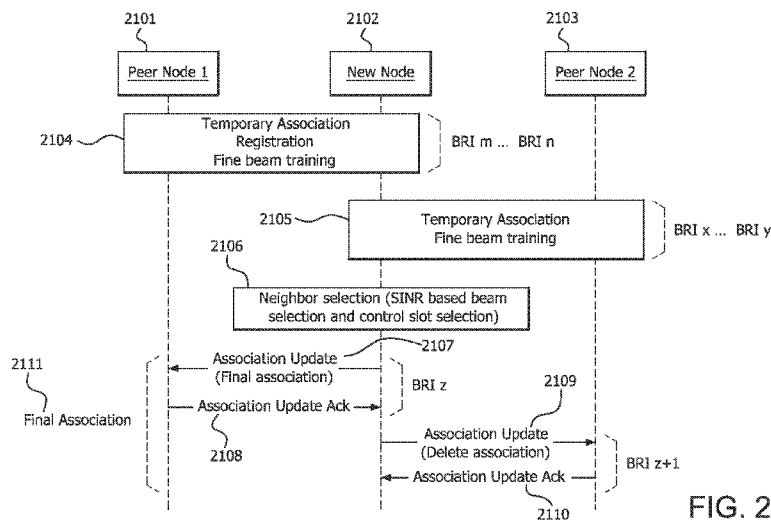 2101
2102
2103
Peer Node 1
New Node
Peer Node 2
2104
Temporary Association
Registration
Fine beam training
BRI m ... BRI n
2105
Temporary Association
Fine beam training
BRI x ... BRI y
2106
Neighbor selection (SINR based beam
selection and control slot selection)
2107
2111
Association Update
(Final association)
BRI z
Final Association
Association Update Ack
2108
2109
Association Update
(Delete association)
BRI z+1
Association Update Ack
2110
FIG. 2